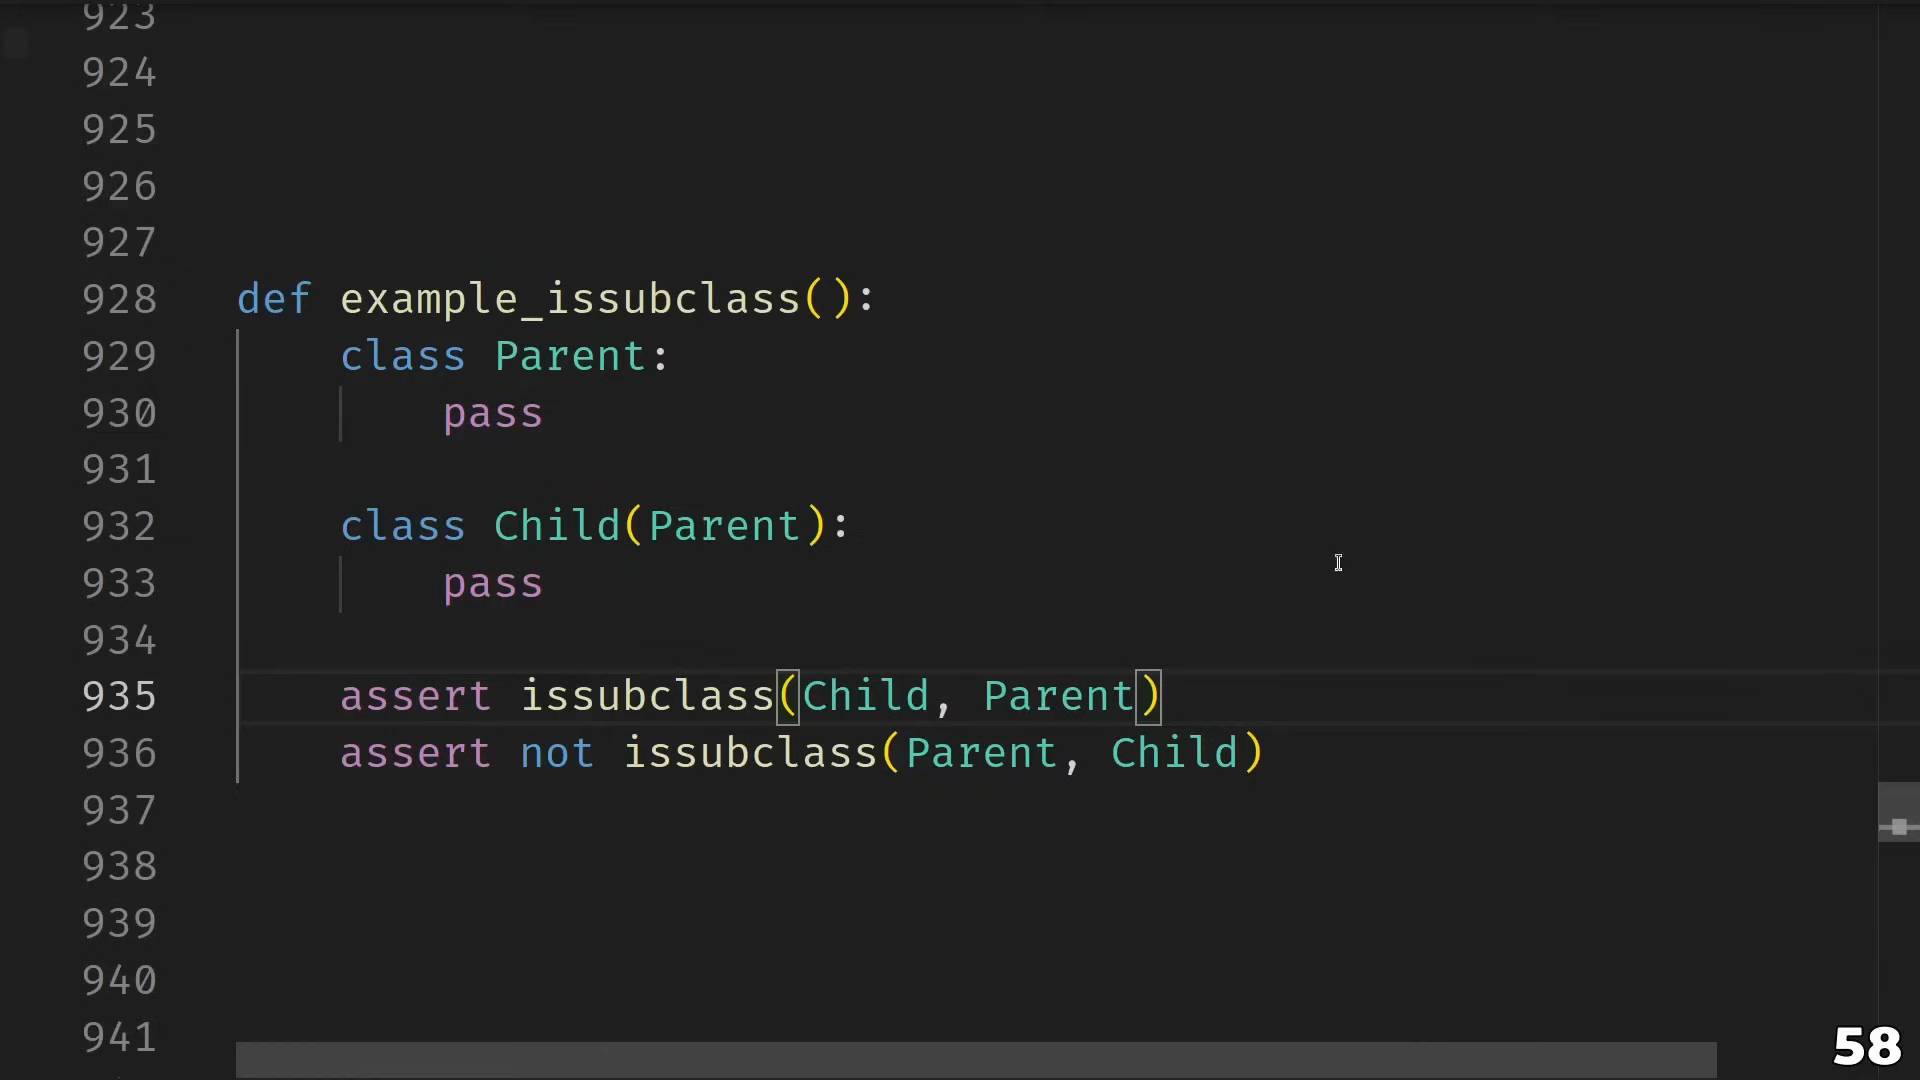 923
924
925
926
927
928 def example_issubclass():
929 class Parent:
930 pass
931
932 class Child(Parent):
933 pass
934
935 assert issubclass(Child, Parent)
936 assert not issubclass(Parent, Child)
937
938
939
940
941
58